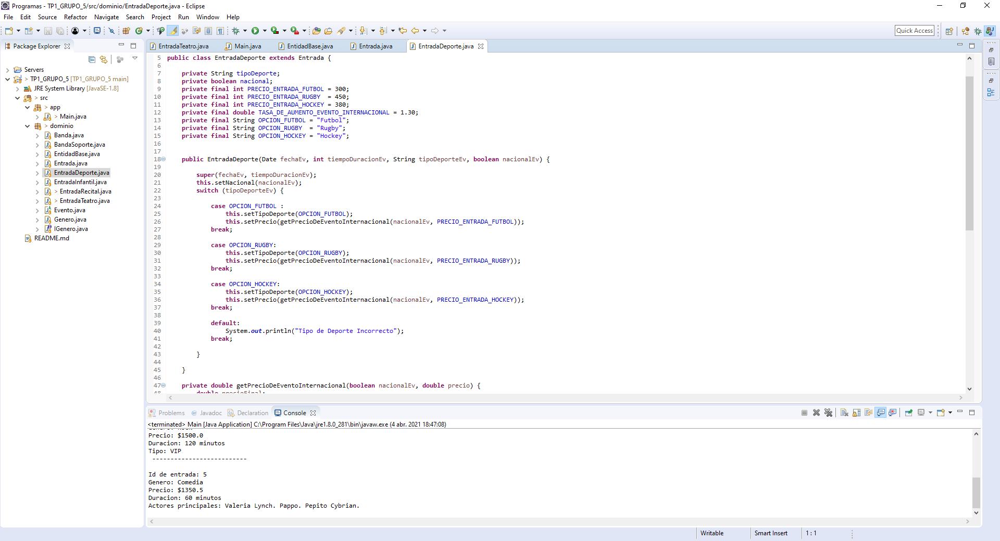 Programas - TP1_GRUPO_5/src/dominio/EntradaDeporte.java - Eclipse
File Edit Source Refactor Navigate Search Project Run Window Help
Quick Access
Package Explorer
Servers
> TP1_GRUPO_5 [TP1_GRUPO_5 main]
JRE System Library [JavaSE-1.8]
> src
> app
> Main.java
> dominio
Banda.java
BandaSoporte.java
EntidadBase.java
Entrada.java
EntradaDeporte.java
EntradaInfantil.java
> EntradaRecital.java
> EntradaTeatro.java
Evento.java
Genero.java
IGenero.java
README.md
EntradaTeatro.java Main.java EntidadBase.java Entrada.java EntradaDeporte.java
5 public class EntradaDeporte extends Entrada {
6
7 private String tipoDeporte;
8 private boolean nacional;
9 private final int PRECIO_ENTRADA_FUTBOL = 300;
10 private final int PRECIO_ENTRADA_RUGBY  = 450;
11 private final int PRECIO_ENTRADA_HOCKEY = 380;
12 private final double TASA_DE_AUMENTO_EVENTO_INTERNACIONAL = 1.30;
13 private final String OPCION_FUTBOL = "Futbol";
14 private final String OPCION_RUGBY  = "Rugby";
15 private final String OPCION_HOCKEY = "Hockey";
16
17
18 public EntradaDeporte(Date fechaEv, int tiempoDuracionEv, String tipoDeporteEv, boolean nacionalEv) {
19
20 super(fechaEv, tiempoDuracionEv);
21 this.setNacional(nacionalEv);
22 switch (tipoDeporteEv) {
23
24 case OPCION_FUTBOL :
25 this.setTipoDeporte(OPCION_FUTBOL);
26 this.setPrecio(getPrecioDeEventoInternacional(nacionalEv, PRECIO_ENTRADA_FUTBOL));
27 break;
28
29 case OPCION_RUGBY:
30 this.setTipoDeporte(OPCION_RUGBY);
31 this.setPrecio(getPrecioDeEventoInternacional(nacionalEv, PRECIO_ENTRADA_RUGBY));
32 break;
33
34 case OPCION_HOCKEY:
35 this.setTipoDeporte(OPCION_HOCKEY);
36 this.setPrecio(getPrecioDeEventoInternacional(nacionalEv, PRECIO_ENTRADA_HOCKEY));
37 break;
38
39 default:
40 System.out.println("Tipo de Deporte Incorrecto");
41 break;
42
43 }
44
45 }
46
47 private double getPrecioDeEventoInternacional(boolean nacionalEv, double precio) {
48 double precioFinal;
Problems Javadoc Declaration Console
<terminated> Main [Java Application] C:\Program Files\Java\jre1.8.0_281\bin\javaw.exe (4 abr. 2021 18:47:08)
Precio: $1500.0
Duracion: 120 minutos
Tipo: VIP
--------------------------
Id de entrada: 5
Genero: Comedia
Precio: $1350.5
Duracion: 60 minutos
Actores principales: Valeria Lynch. Pappo. Pepito Cybrian.
Writable Smart Insert 1 : 1